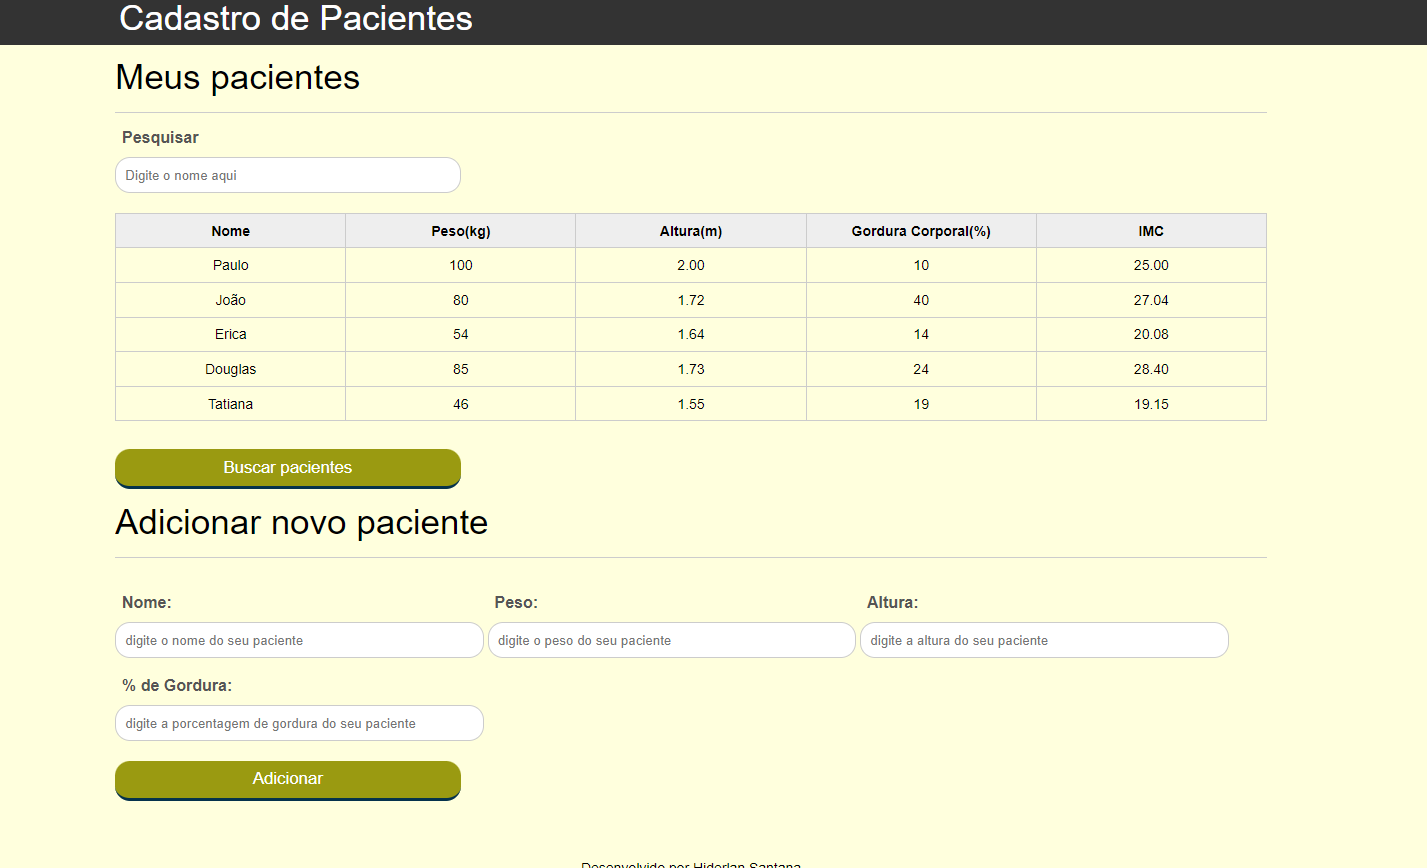 Cadastro de Pacientes
Meus pacientes
Pesquisar
Digite o nome aqui
Nome Peso(kg) Altura(m) Gordura Corporal(%) IMC
Paulo 100 2.00 10 25.00
João 80 1.72 40 27.04
Erica 54 1.64 14 20.08
Douglas 85 1.73 24 28.40
Tatiana 46 1.55 19 19.15
Buscar pacientes
Adicionar novo paciente
Nome: Peso: Altura:
digite o nome do seu paciente digite o peso do seu paciente digite a altura do seu paciente
% de Gordura:
digite a porcentagem de gordura do seu paciente
Adicionar
Desenvolvido por Hiderlan Santana